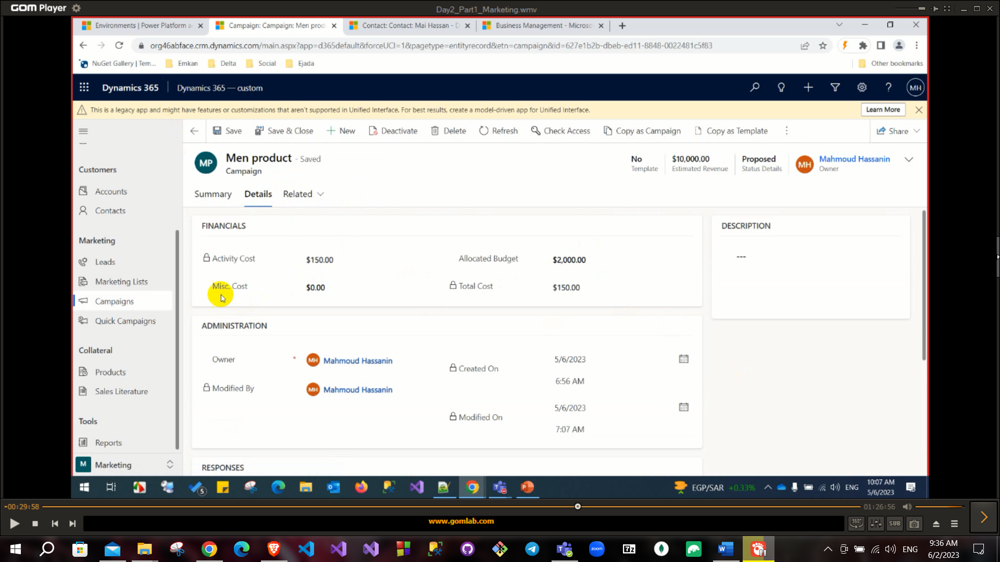 GOM Player
Day2_Part1_Marketing.wmv
Environments | Power Platform a
Campaign: Campaign: Men prod
Contact: Contact: Mai Hassan - D
Business Management - Microso
org46abface.crm.dynamics.com/main.aspx?app=d365default&forceUCI=1&pagetype=entityrecord&etn=campaign&id=627e1b2b-dbeb-ed11-8848-0022481c5f83
NuGet Gallery | Tem...
Emkan
Delta
Social
Ejada
Other bookmarks
Dynamics 365
Dynamics 365 — custom
MH
This is a legacy app and might have features or customizations that aren't supported in Unified Interface. For best results, create a model-driven app for Unified Interface.
Learn More
Save
Save & Close
New
Deactivate
Delete
Refresh
Check Access
Copy as Campaign
Copy as Template
Share
MP
Men product - Saved
Campaign
No
Template
$10,000.00
Estimated Revenue
Proposed
Status Details
MH
Mahmoud Hassanin
Owner
Summary
Details
Related
Customers
Accounts
Contacts
Marketing
Leads
Marketing Lists
Campaigns
Quick Campaigns
Collateral
Products
Sales Literature
Tools
Reports
M
Marketing
FINANCIALS
Activity Cost
$150.00
Allocated Budget
$2,000.00
Misc. Cost
$0.00
Total Cost
$150.00
DESCRIPTION
---
ADMINISTRATION
Owner
*
MH
Mahmoud Hassanin
Created On
5/6/2023
6:56 AM
Modified By
MH
Mahmoud Hassanin
Modified On
5/6/2023
7:07 AM
RESPONSES
5
EGP/SAR +0.33%
ENG
10:07 AM
5/6/2023
-00:29:58
01:26:56
www.gomlab.com
360°
SUB
zoom
7z
ENG
9:36 AM
6/2/2023